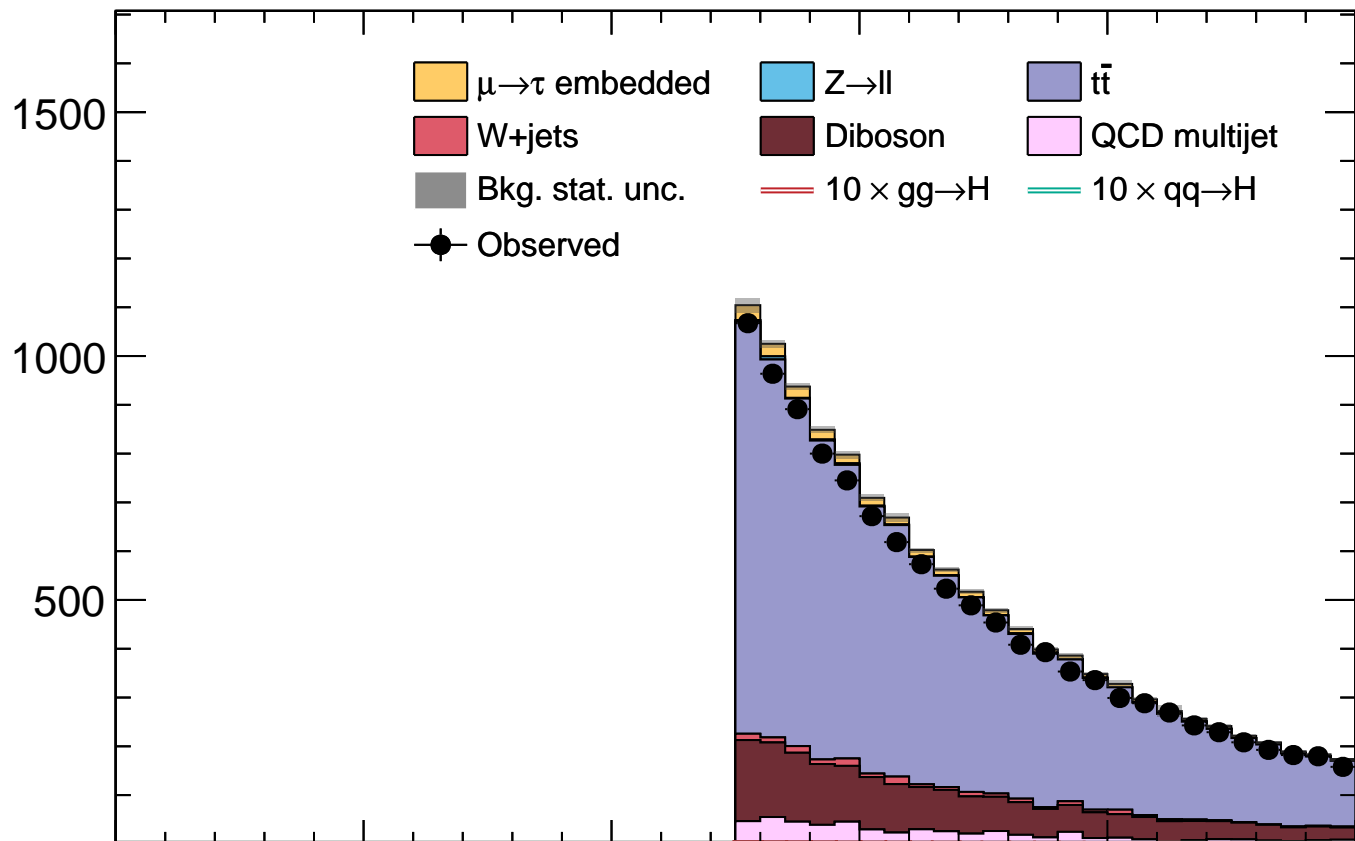 μ→τ embedded Z→ll tt̄
1500
W+jets Diboson QCD multijet
Bkg. stat. unc. 10 × gg→H 10 × qq→H
Observed
1000
500